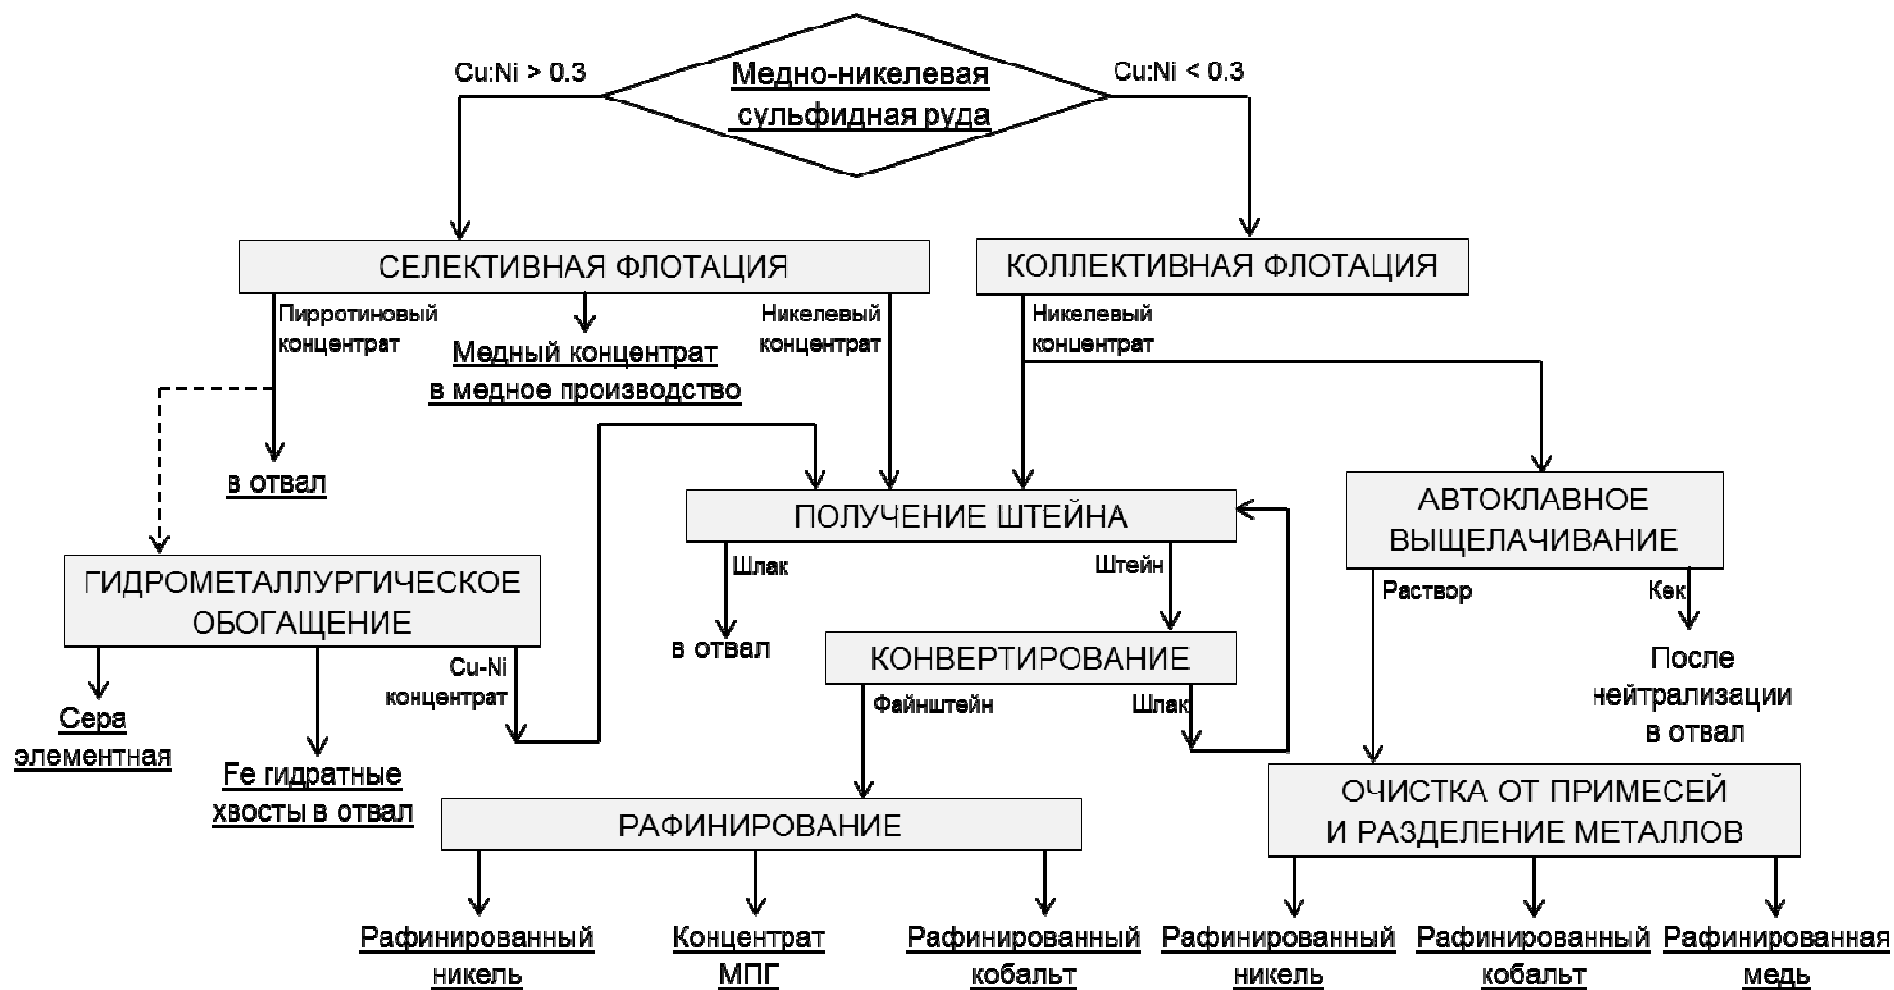 Cu:Ni > 0.3
Медно-никелевая
сульфидная руда
Cu:Ni < 0.3
СЕЛЕКТИВНАЯ ФЛОТАЦИЯ
КОЛЛЕКТИВНАЯ ФЛОТАЦИЯ
Пирротиновый
концентрат
Медный концентрат
в медное производство
Никелевый
концентрат
Никелевый
концентрат
в отвал
ПОЛУЧЕНИЕ ШТЕЙНА
АВТОКЛАВНОЕ
ВЫЩЕЛАЧИВАНИЕ
ГИДРОМЕТАЛЛУРГИЧЕСКОЕ
ОБОГАЩЕНИЕ
Шлак
в отвал
Штейн
Раствор
Кек
После
нейтрализации
в отвал
КОНВЕРТИРОВАНИЕ
Cu-Ni
концентрат
Сера
элементная
Fe гидратные
хвосты в отвал
Файнштейн
Шлак
РАФИНИРОВАНИЕ
ОЧИСТКА ОТ ПРИМЕСЕЙ
И РАЗДЕЛЕНИЕ МЕТАЛЛОВ
Рафинированный
никель
Концентрат
МПГ
Рафинированный
кобальт
Рафинированный
никель
Рафинированный
кобальт
Рафинированная
медь